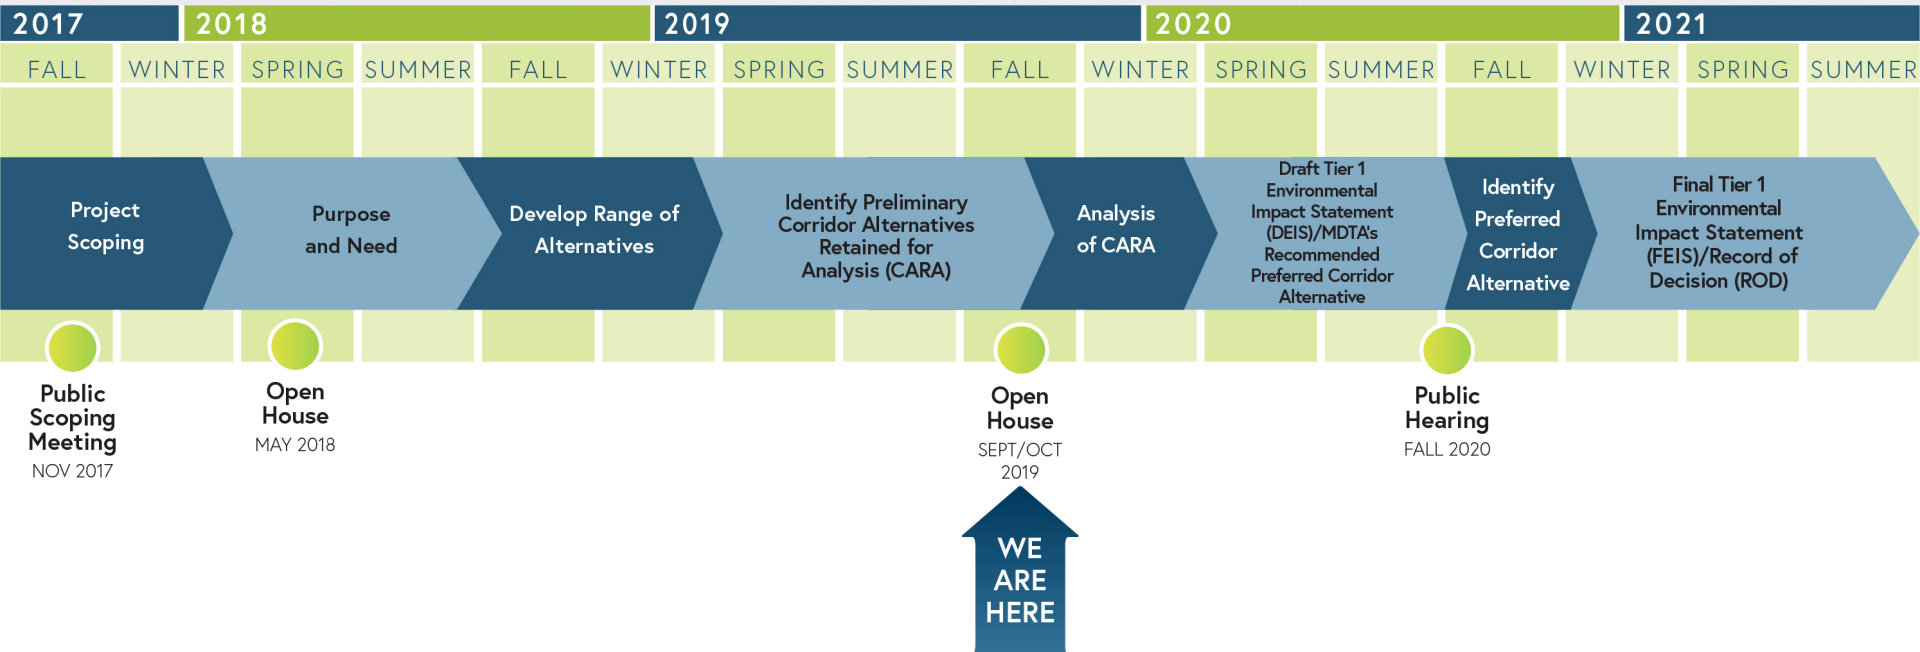 2017 2018 2019 2020 2021
FALL WINTER SPRING SUMMER FALL WINTER SPRING SUMMER FALL WINTER SPRING SUMMER FALL WINTER SPRING SUMMER
Project
Scoping
Purpose
and Need
Develop Range of
Alternatives
Identify Preliminary
Corridor Alternatives
Retained for
Analysis (CARA)
Analysis
of CARA
Draft Tier 1
Environmental
Impact Statement
(DEIS)/MDTA's
Recommended
Preferred Corridor
Alternative
Identify
Preferred
Corridor
Alternative
Final Tier 1
Environmental
Impact Statement
(FEIS)/Record of
Decision (ROD)
Public
Scoping
Meeting
NOV 2017
Open
House
MAY 2018
Open
House
SEPT/OCT
2019
Public
Hearing
FALL 2020
WE
ARE
HERE